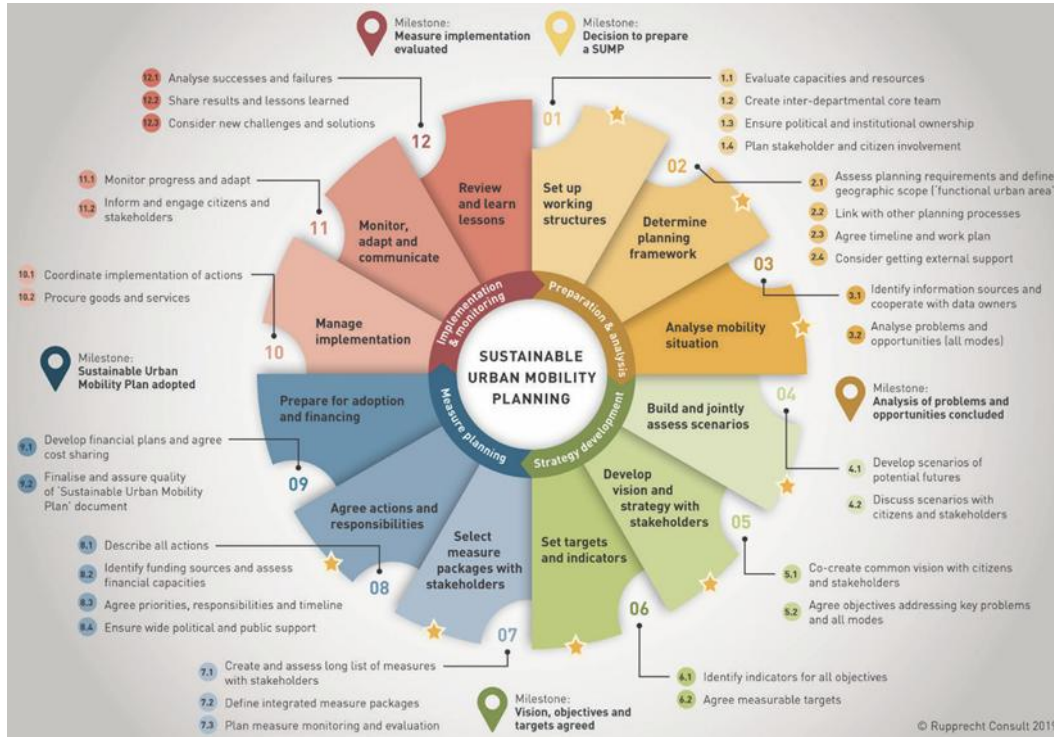 Milestone:
Measure implementation
evaluated
Milestone:
Decision to prepare
a SUMP
12.1 Analyse successes and failures
12.2 Share results and lessons learned
12.3 Consider new challenges and solutions
1.1 Evaluate capacities and resources
1.2 Create inter-departmental core team
1.3 Ensure political and institutional ownership
1.4 Plan stakeholder and citizen involvement
12
01
Review
and learn
lessons
Set up
working
structures
02
2.1 Assess planning requirements and define
geographic scope ('functional urban area')
2.2 Link with other planning processes
2.3 Agree timeline and work plan
2.4 Consider getting external support
11.1 Monitor progress and adapt
11.2 Inform and engage citizens and
stakeholders
11
Monitor,
adapt and
communicate
Determine
planning
framework
03
3.1 Identify information sources and
cooperate with data owners
3.2 Analyse problems and
opportunities (all modes)
10.1 Coordinate implementation of actions
10.2 Procure goods and services
10
Manage
implementation
Analyse mobility
situation
Implementation
& monitoring
Preparation & analysis
SUSTAINABLE
URBAN MOBILITY
PLANNING
Measure planning
Strategy development
Milestone:
Sustainable Urban
Mobility Plan adopted
Milestone:
Analysis of problems and
opportunities concluded
Prepare for adoption
and financing
Build and jointly
assess scenarios
04
4.1 Develop scenarios of
potential futures
4.2 Discuss scenarios with
citizens and stakeholders
9.1 Develop financial plans and agree
cost sharing
9.2 Finalise and assure quality
of 'Sustainable Urban Mobility
Plan' document
09
Agree actions and
responsibilities
Develop
vision and
strategy with
stakeholders
05
5.1 Co-create common vision with citizens
and stakeholders
5.2 Agree objectives addressing key problems
and all modes
8.1 Describe all actions
8.2 Identify funding sources and assess
financial capacities
8.3 Agree priorities, responsibilities and timeline
8.4 Ensure wide political and public support
08
Select
measure
packages with
stakeholders
Set targets
and indicators
06
6.1 Identify indicators for all objectives
6.2 Agree measurable targets
07
7.1 Create and assess long list of measures
with stakeholders
7.2 Define integrated measure packages
7.3 Plan measure monitoring and evaluation
Milestone:
Vision, objectives and
targets agreed
© Rupprecht Consult 2019